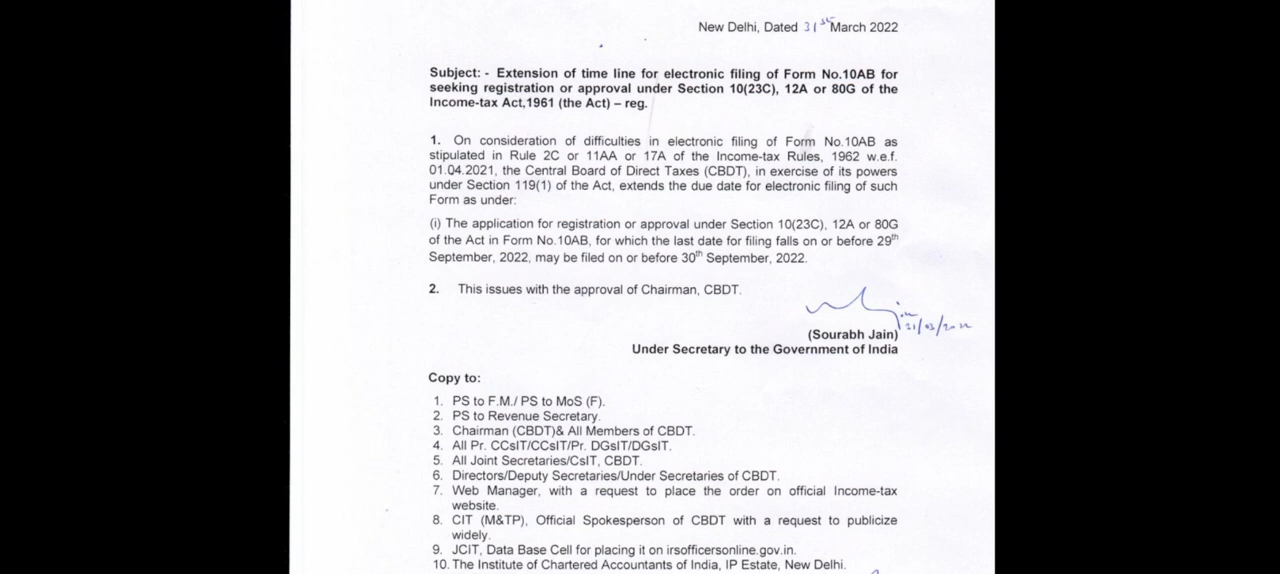 New Delhi, Dated 31st March 2022
Subject: - Extension of time line for electronic filing of Form No.10AB for
seeking registration or approval under Section 10(23C), 12A or 80G of the
Income-tax Act,1961 (the Act) – reg.
1. On consideration of difficulties in electronic filing of Form No.10AB as
stipulated in Rule 2C or 11AA or 17A of the Income-tax Rules, 1962 w.e.f.
01.04.2021, the Central Board of Direct Taxes (CBDT), in exercise of its powers
under Section 119(1) of the Act, extends the due date for electronic filing of such
Form as under:
(i) The application for registration or approval under Section 10(23C), 12A or 80G
of the Act in Form No.10AB, for which the last date for filing falls on or before 29th
September, 2022, may be filed on or before 30th September, 2022.
2. This issues with the approval of Chairman, CBDT.
31/03/2022
(Sourabh Jain)
Under Secretary to the Government of India
Copy to:
1. PS to F.M./ PS to MoS (F).
2. PS to Revenue Secretary.
3. Chairman (CBDT)& All Members of CBDT.
4. All Pr. CCsIT/CCsIT/Pr. DGsIT/DGsIT.
5. All Joint Secretaries/CsIT, CBDT.
6. Directors/Deputy Secretaries/Under Secretaries of CBDT.
7. Web Manager, with a request to place the order on official Income-tax
website.
8. CIT (M&TP), Official Spokesperson of CBDT with a request to publicize
widely.
9. JCIT, Data Base Cell for placing it on irsofficersonline.gov.in.
10. The Institute of Chartered Accountants of India, IP Estate, New Delhi.